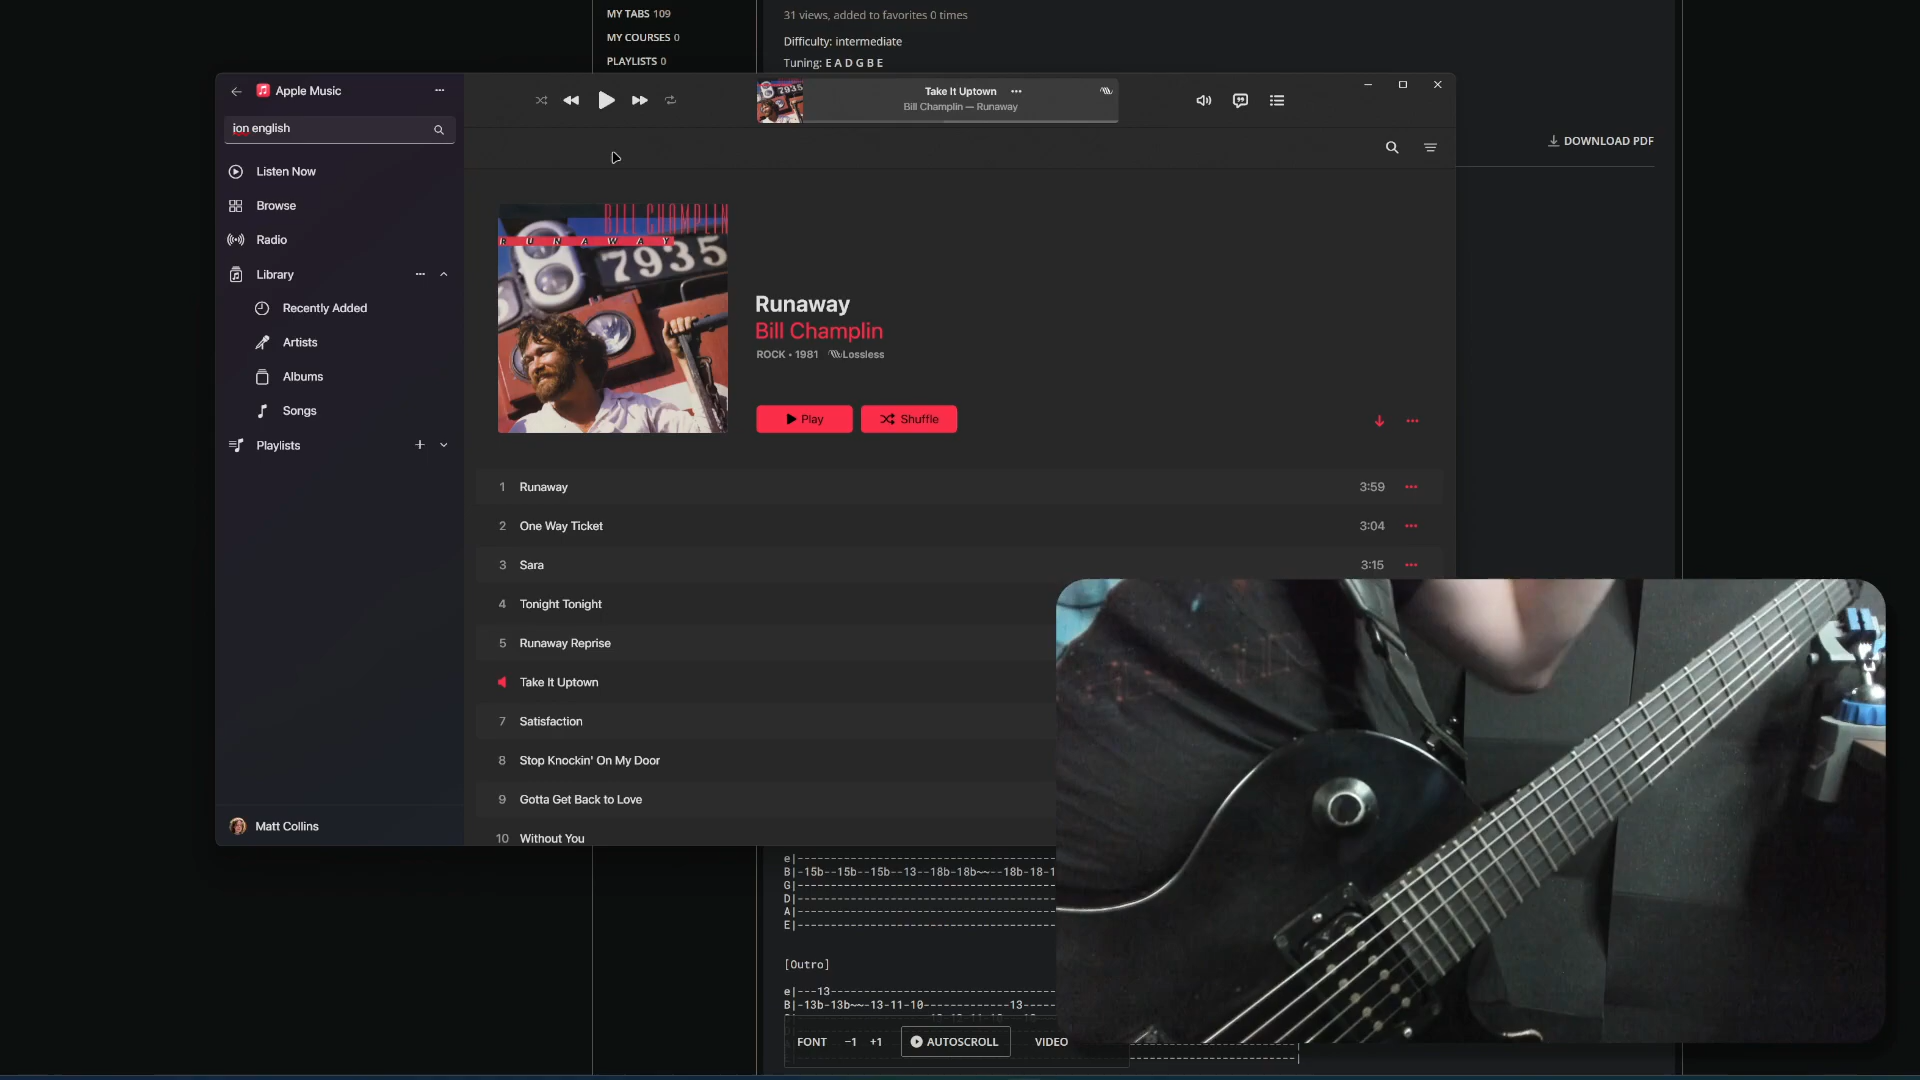 MY TABS 109
MY COURSES 0
PLAYLISTS 0
31 views, added to favorites 0 times
Difficulty: intermediate
Tuning: E A D G B E
DOWNLOAD PDF
Apple Music
jon english
Take It Uptown
Bill Champlin — Runaway
Listen Now
Browse
Radio
Library
Recently Added
Artists
Albums
Songs
Playlists
Matt Collins
BILL CHAMPLIN
RUNAWAY
7935
Runaway
Bill Champlin
ROCK • 1981 Lossless
Play
Shuffle
1 Runaway 3:59
2 One Way Ticket 3:04
3 Sara 3:15
4 Tonight Tonight
5 Runaway Reprise
Take It Uptown
7 Satisfaction
8 Stop Knockin' On My Door
9 Gotta Get Back to Love
10 Without You
e|-----------------------------------------
B|-15b--15b--15b--13--18b-18b~~--18b-18-1
G|-----------------------------------------
D|-----------------------------------------
A|-----------------------------------------
E|-----------------------------------------
[Outro]
e|---13------------------------------------
B|-13b-13b~~-13-11-10------------13-----
FONT −1 +1
AUTOSCROLL
VIDEO